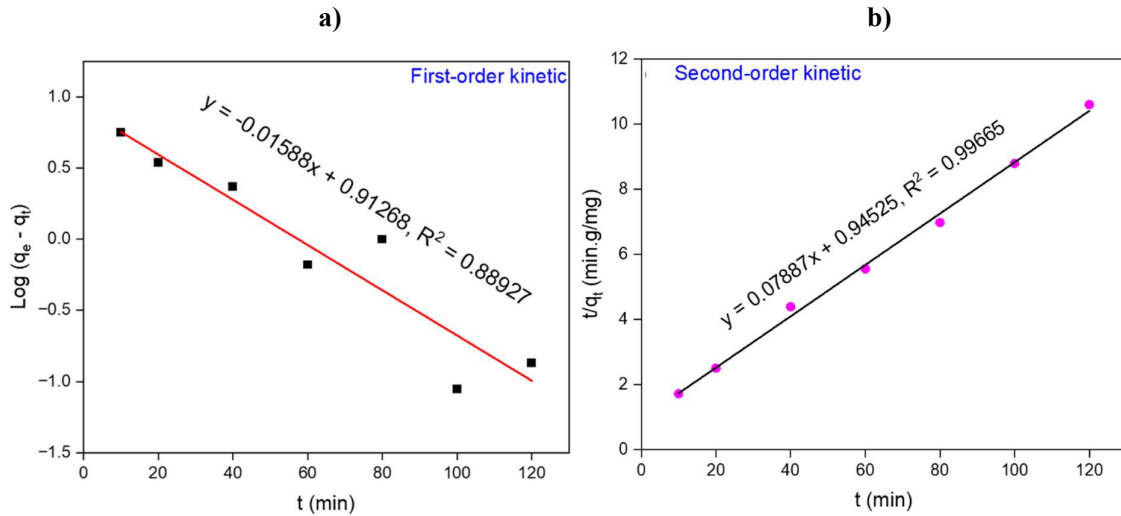 a)
First-order kinetic
y = -0.01588x + 0.91268, R² = 0.88927
1.0
0.5
0.0
−0.5
−1.0
−1.5
Log (qₑ - qₜ)
0
20
40
60
80
100
120
t (min)
b)
Second-order kinetic
y = 0.07887x + 0.94525, R² = 0.99665
12
10
8
6
4
2
0
t/qₜ (min.g/mg)
0
20
40
60
80
100
120
t (min)